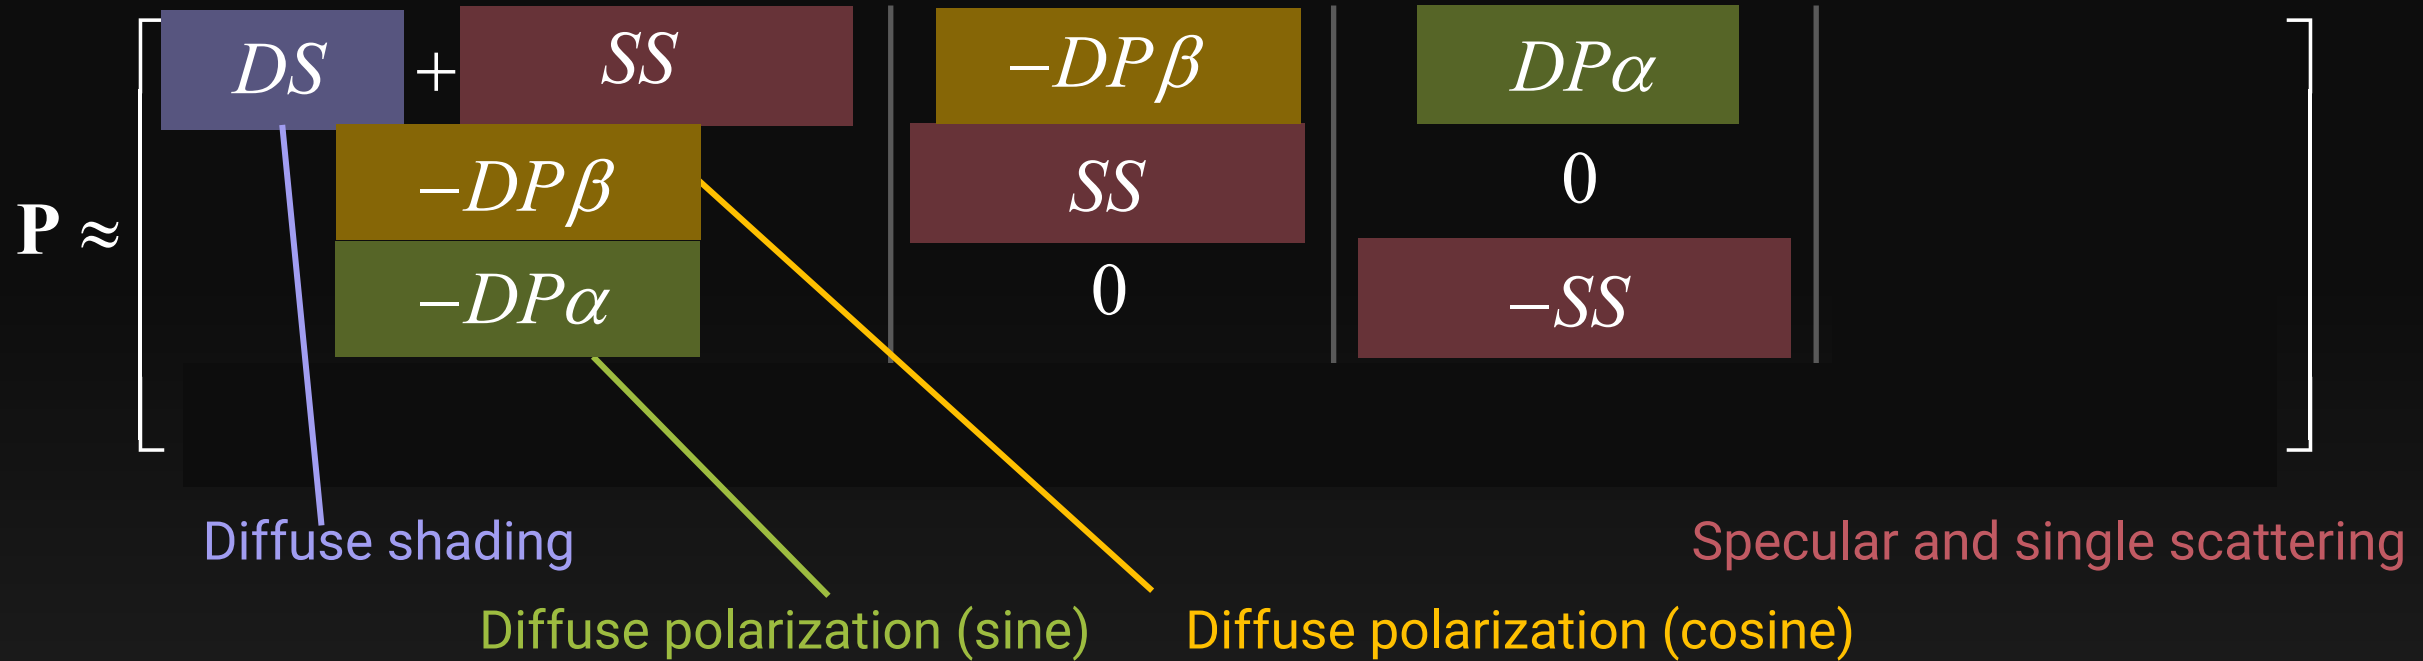 DS + SS −DPβ DPα
−DPβ SS 0
P ≈
−DPα 0 −SS
Diffuse shading Specular and single scattering
Diffuse polarization (sine) Diffuse polarization (cosine)